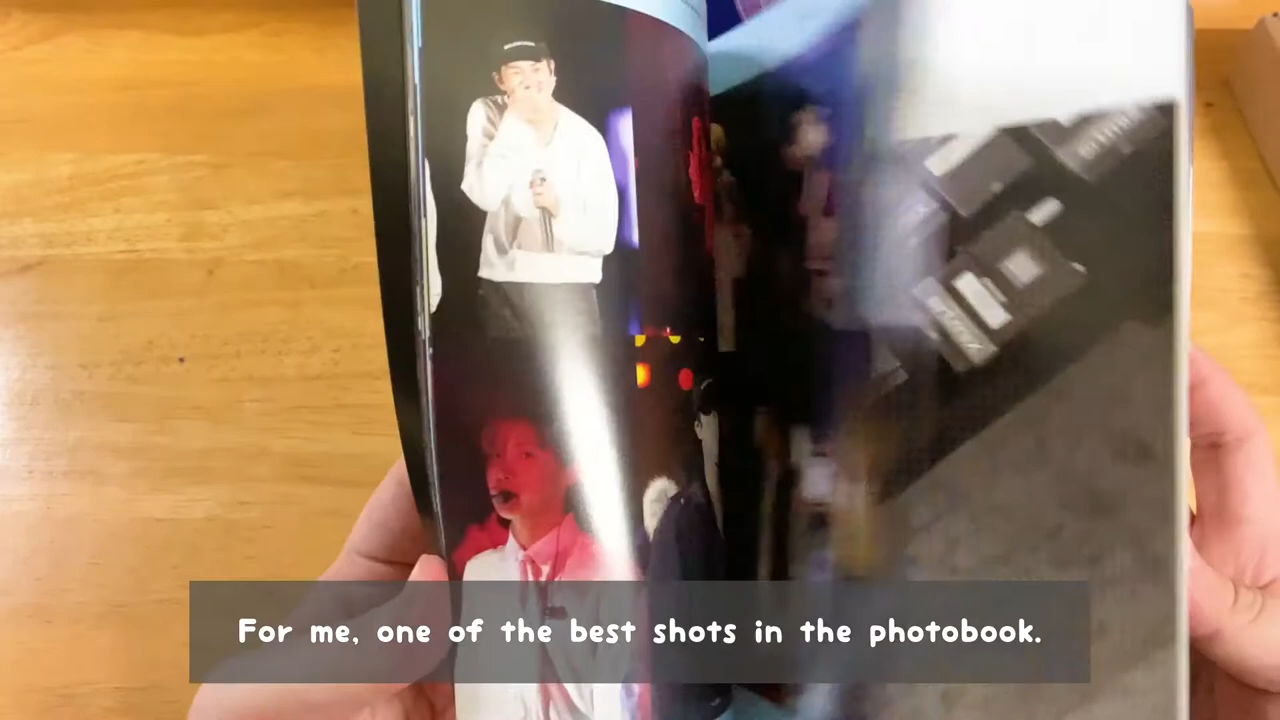 For me, one of the best shots in the photobook.